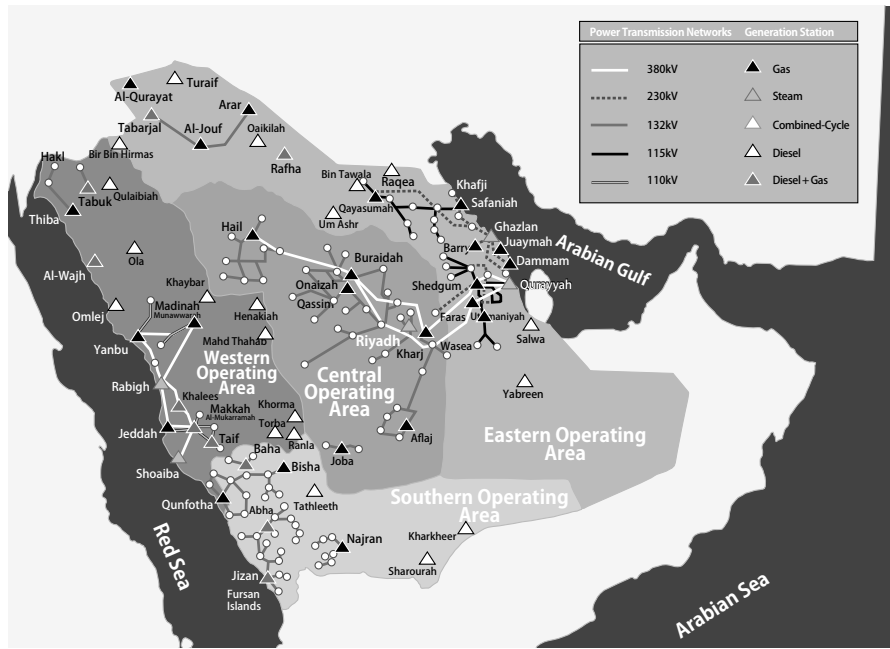 Power Transmission Networks
Generation Station
380kV
Gas
230kV
Steam
132kV
Combined-Cycle
115kV
Diesel
110kV
Diesel+Gas
Turaif
Al-Qurayat
Arar
Tabarjal
Al-Jouf
Oaikilah
Bir Bin Hirmas
Rafha
Hakl
Tabuk
Qulaibiah
Thiba
Bin Tawala
Raqea
Qayasumah
Um Ashr
Khafji
Safaniah
Ghazlan
Juaymah
Barry
Dammam
Shedgum
Qurayyah
Arabian Gulf
Hail
Buraidah
Onaizah
Qassim
Ola
Al-Wajh
Khaybar
Omlej
Madinah
Munawwarah
Henakiah
Mahd Thahab
Yanbu
Riyadh
Kharj
Faras
Uthmaniyah
Wasea
Salwa
Yabreen
Western
Operating
Area
Central
Operating
Area
Rabigh
Khalees
Makkah
Al-Mukarramah
Khorma
Torba
Ranla
Jeddah
Taif
Baha
Shoaiba
Aflaj
Joba
Eastern Operating
Area
Bisha
Qunfotha
Tathleeth
Southern Operating
Area
Abha
Najran
Kharkheer
Sharourah
Jizan
Fursan
Islands
Red Sea
Arabian Sea